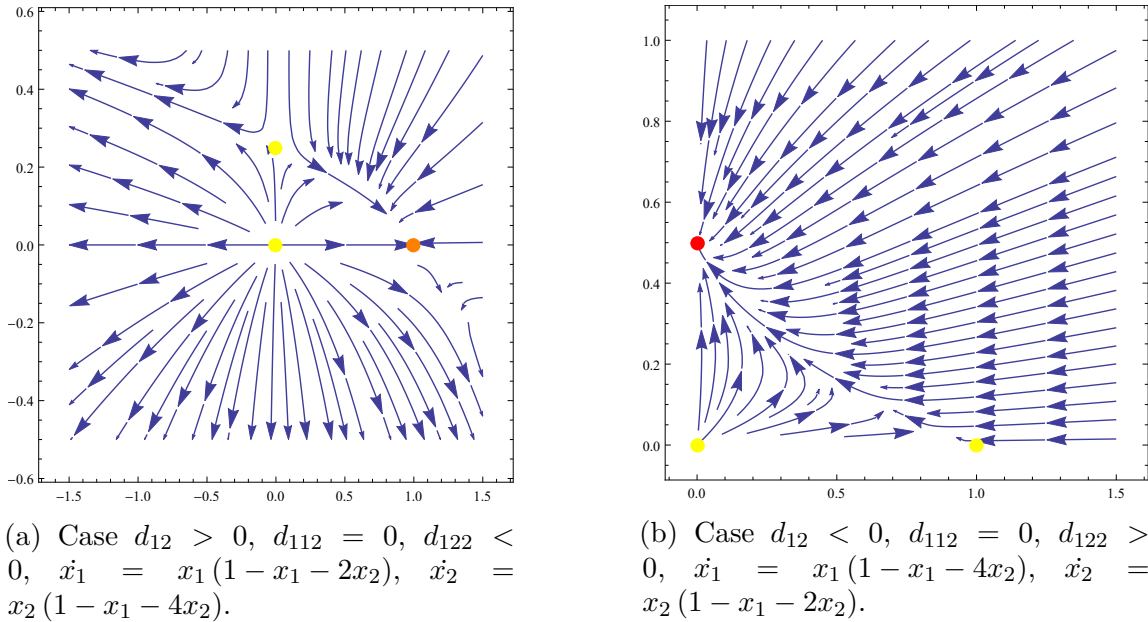 0.6
0.4
0.2
0.0
−0.2
−0.4
−0.6
−1.5 −1.0 −0.5 0.0 0.5 1.0 1.5
(a) Case d₁₂ > 0, d₁₁₂ = 0, d₁₂₂ <
0, ẋ₁ = x₁ (1 − x₁ − 2x₂), ẋ₂ =
x₂ (1 − x₁ − 4x₂).
1.0
0.8
0.6
0.4
0.2
0.0
0.0 0.5 1.0 1.5
(b) Case d₁₂ < 0, d₁₁₂ = 0, d₁₂₂ >
0, ẋ₁ = x₁ (1 − x₁ − 4x₂), ẋ₂ =
x₂ (1 − x₁ − 2x₂).